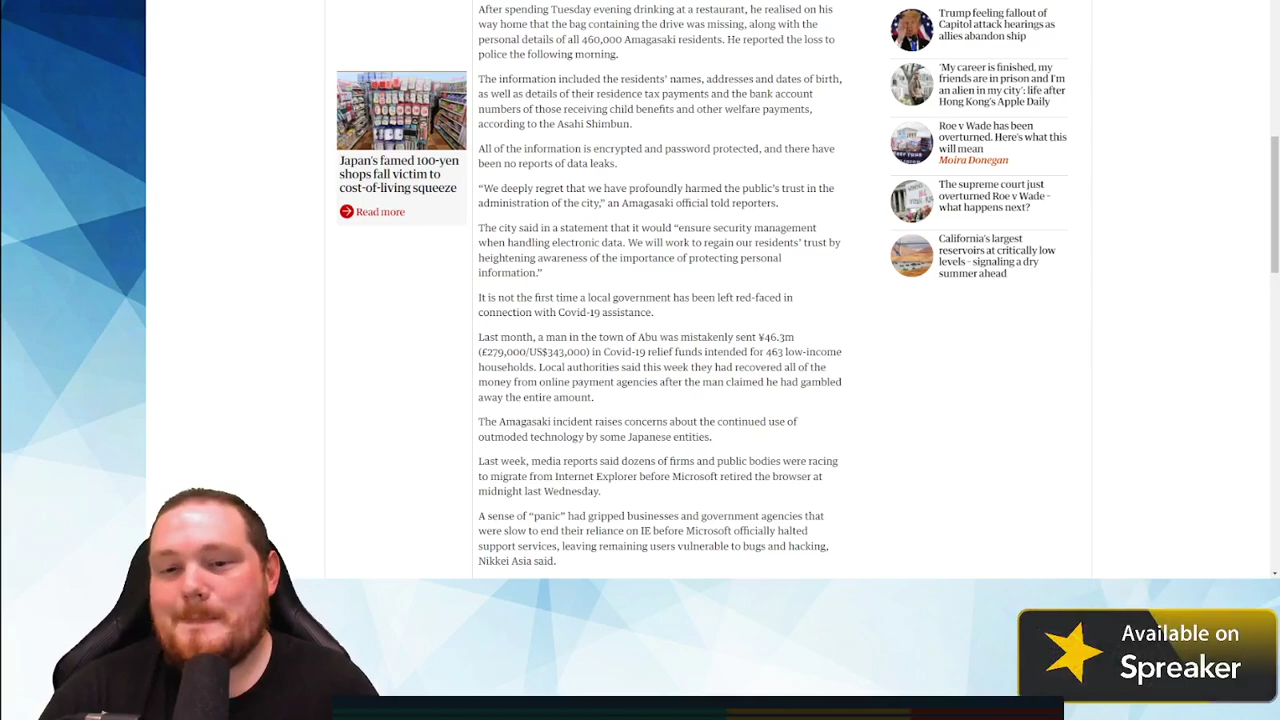 After spending Tuesday evening drinking at a restaurant, he realised on his
way home that the bag containing the drive was missing, along with the
personal details of all 460,000 Amagasaki residents. He reported the loss to
police the following morning.
The information included the residents’ names, addresses and dates of birth,
as well as details of their residence tax payments and the bank account
numbers of those receiving child benefits and other welfare payments,
according to the Asahi Shimbun.
All of the information is encrypted and password protected, and there have
been no reports of data leaks.
“We deeply regret that we have profoundly harmed the public’s trust in the
administration of the city,” an Amagasaki official told reporters.
The city said in a statement that it would “ensure security management
when handling electronic data. We will work to regain our residents’ trust by
heightening awareness of the importance of protecting personal
information.”
It is not the first time a local government has been left red-faced in
connection with Covid-19 assistance.
Last month, a man in the town of Abu was mistakenly sent ¥46.3m
(£279,000/US$343,000) in Covid-19 relief funds intended for 463 low-income
households. Local authorities said this week they had recovered all of the
money from online payment agencies after the man claimed he had gambled
away the entire amount.
The Amagasaki incident raises concerns about the continued use of
outmoded technology by some Japanese entities.
Last week, media reports said dozens of firms and public bodies were racing
to migrate from Internet Explorer before Microsoft retired the browser at
midnight last Wednesday.
A sense of “panic” had gripped businesses and government agencies that
were slow to end their reliance on IE before Microsoft officially halted
support services, leaving remaining users vulnerable to bugs and hacking,
Nikkei Asia said.
Japan’s famed 100-yen
shops fall victim to
cost-of-living squeeze
Read more
Trump feeling fallout of
Capitol attack hearings as
allies abandon ship
‘My career is finished, my
friends are in prison and I’m
an alien in my city’: life after
Hong Kong’s Apple Daily
Roe v Wade has been
overturned. Here’s what this
will mean
Moira Donegan
The supreme court just
overturned Roe v Wade –
what happens next?
California’s largest
reservoirs at critically low
levels – signaling a dry
summer ahead
Available on
Spreaker